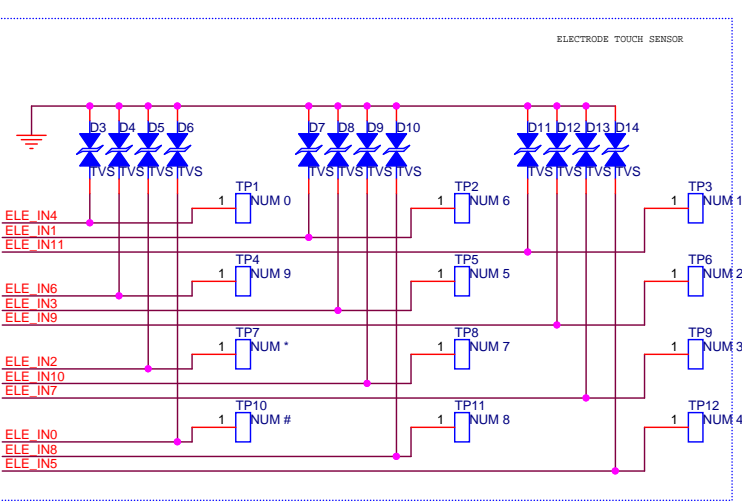 ELECTRODE TOUCH SENSOR
D3 D4 D5 D6 D7 D8 D9 D10 D11 D12 D13 D14
TVS TVS TVS TVS TVS TVS TVS TVS TVS TVS TVS TVS
TP1 TP2 TP3
1 NUM 0 1 NUM 6 1 NUM 1
ELE_IN4
ELE_IN1
ELE_IN11
TP4 TP5 TP6
1 NUM 9 1 NUM 5 1 NUM 2
ELE_IN6
ELE_IN3
ELE_IN9
TP7 TP8 TP9
1 NUM * 1 NUM 7 1 NUM 3
ELE_IN2
ELE_IN10
ELE_IN7
TP10 TP11 TP12
1 NUM # 1 NUM 8 1 NUM 4
ELE_IN0
ELE_IN8
ELE_IN5